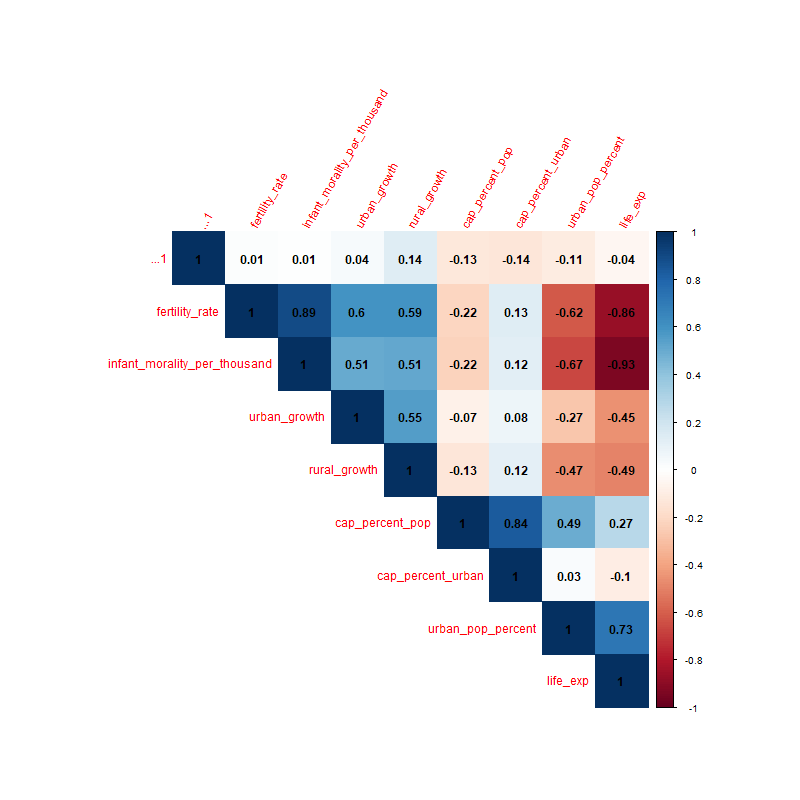 ...1
fertility_rate
infant_morality_per_thousand
urban_growth
rural_growth
cap_percent_pop
cap_percent_urban
urban_pop_percent
life_exp
...1 1 0.01 0.01 0.04 0.14 -0.13 -0.14 -0.11 -0.04
fertility_rate 1 0.89 0.6 0.59 -0.22 0.13 -0.62 -0.86
infant_morality_per_thousand 1 0.51 0.51 -0.22 0.12 -0.67 -0.93
urban_growth 1 0.55 -0.07 0.08 -0.27 -0.45
rural_growth 1 -0.13 0.12 -0.47 -0.49
cap_percent_pop 1 0.84 0.49 0.27
cap_percent_urban 1 0.03 -0.1
urban_pop_percent 1 0.73
life_exp 1
1
0.8
0.6
0.4
0.2
0
-0.2
-0.4
-0.6
-0.8
-1